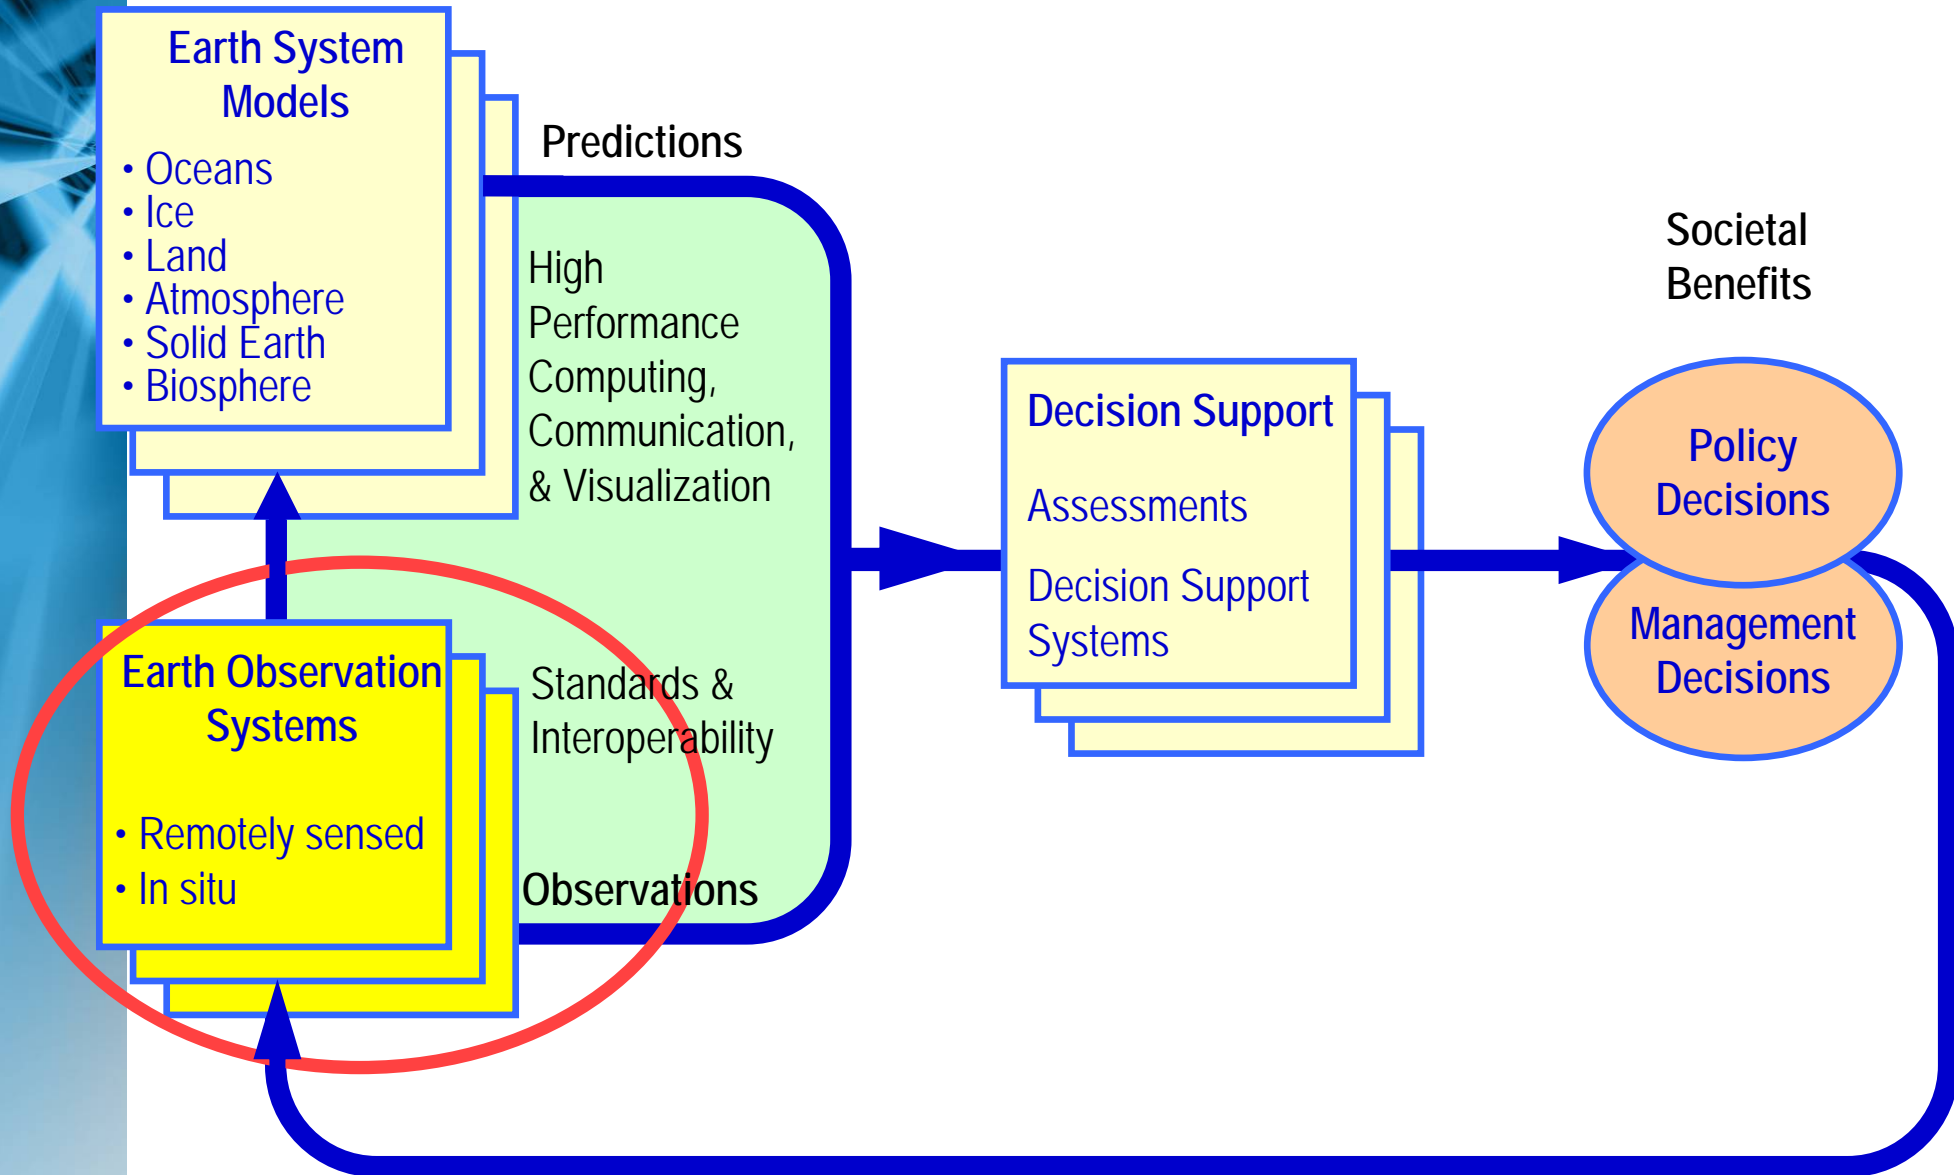 Earth System
Models
• Oceans
• Ice
• Land
• Atmosphere
• Solid Earth
• Biosphere
Predictions
High
Performance
Computing,
Communication,
& Visualization
Standards &
Interoperability
Observations
Earth Observation
Systems
• Remotely sensed
• In situ
Decision Support
Assessments
Decision Support
Systems
Societal
Benefits
Policy
Decisions
Management
Decisions